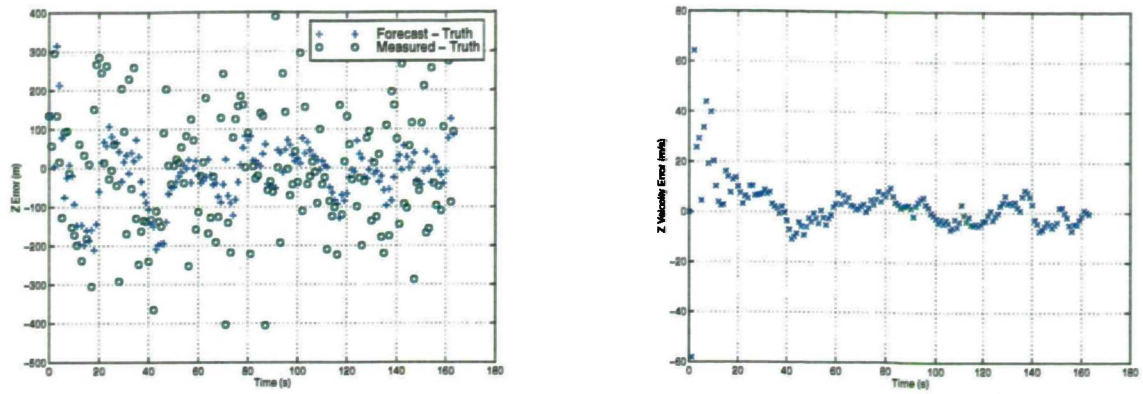 400
300
200
100
0
-100
-200
-300
-400
-500
Z Error (m)
0 20 40 60 80 100 120 140 160 180
Time (s)
+ + Forecast – Truth
o o Measured – Truth
80
60
40
20
0
-20
-40
-60
Z Velocity Error (m/s)
0 20 40 60 80 100 120 140 160 180
Time (s)